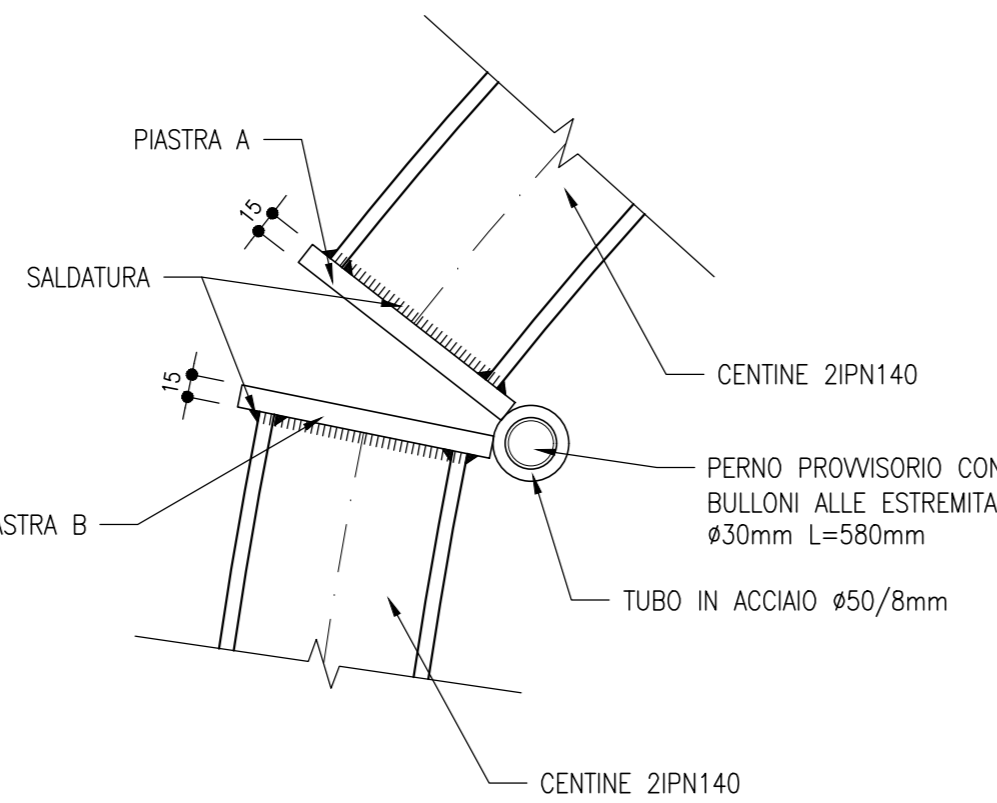 PIASTRA A
15
SALDATURA
15
CENTINE 2IPN140
PERNO PROVVISORIO CON
BULLONI ALLE ESTREMITA
ø30mm L=580mm
ASTRA B
TUBO IN ACCIAIO ø50/8mm
CENTINE 2IPN140